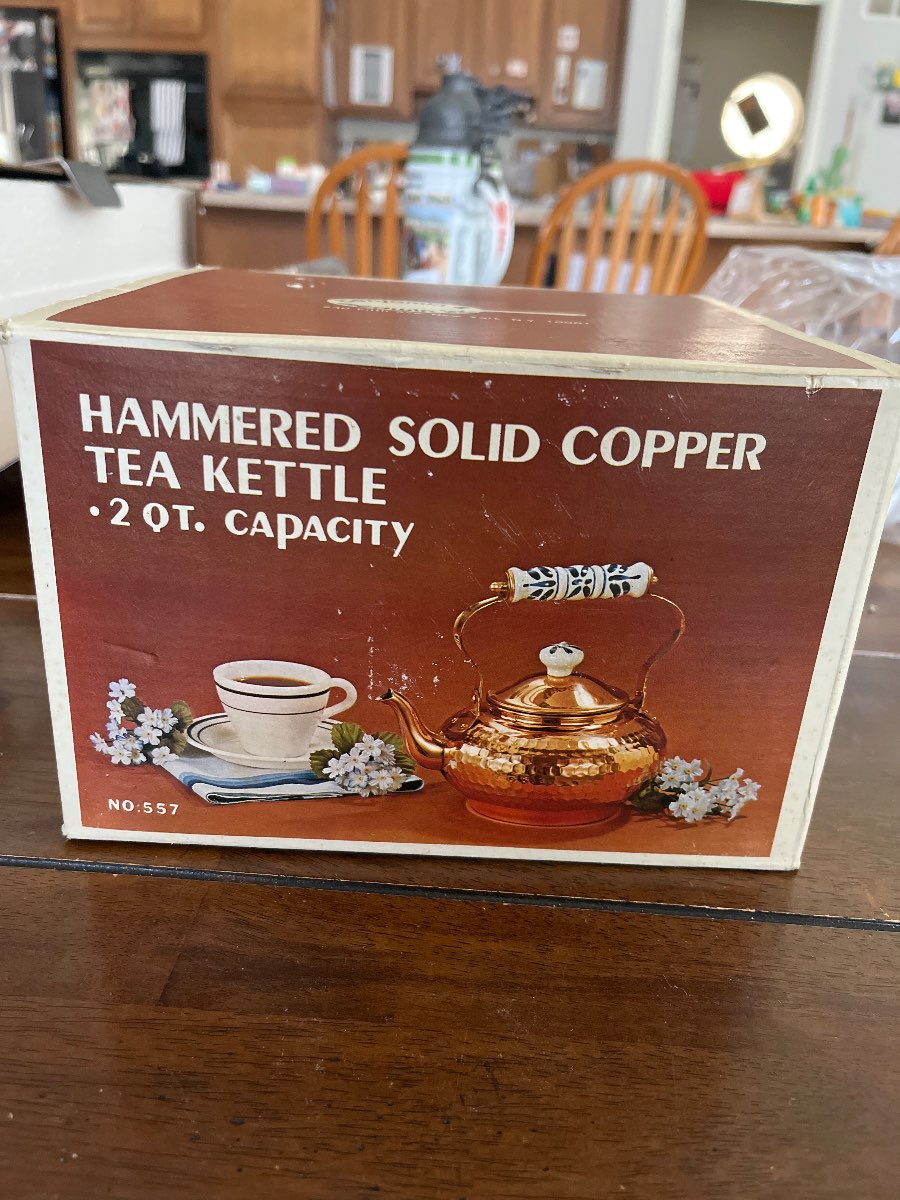 HAMMERED SOLID COPPER
TEA KETTLE
• 2 QT. CAPACITY
NO:557